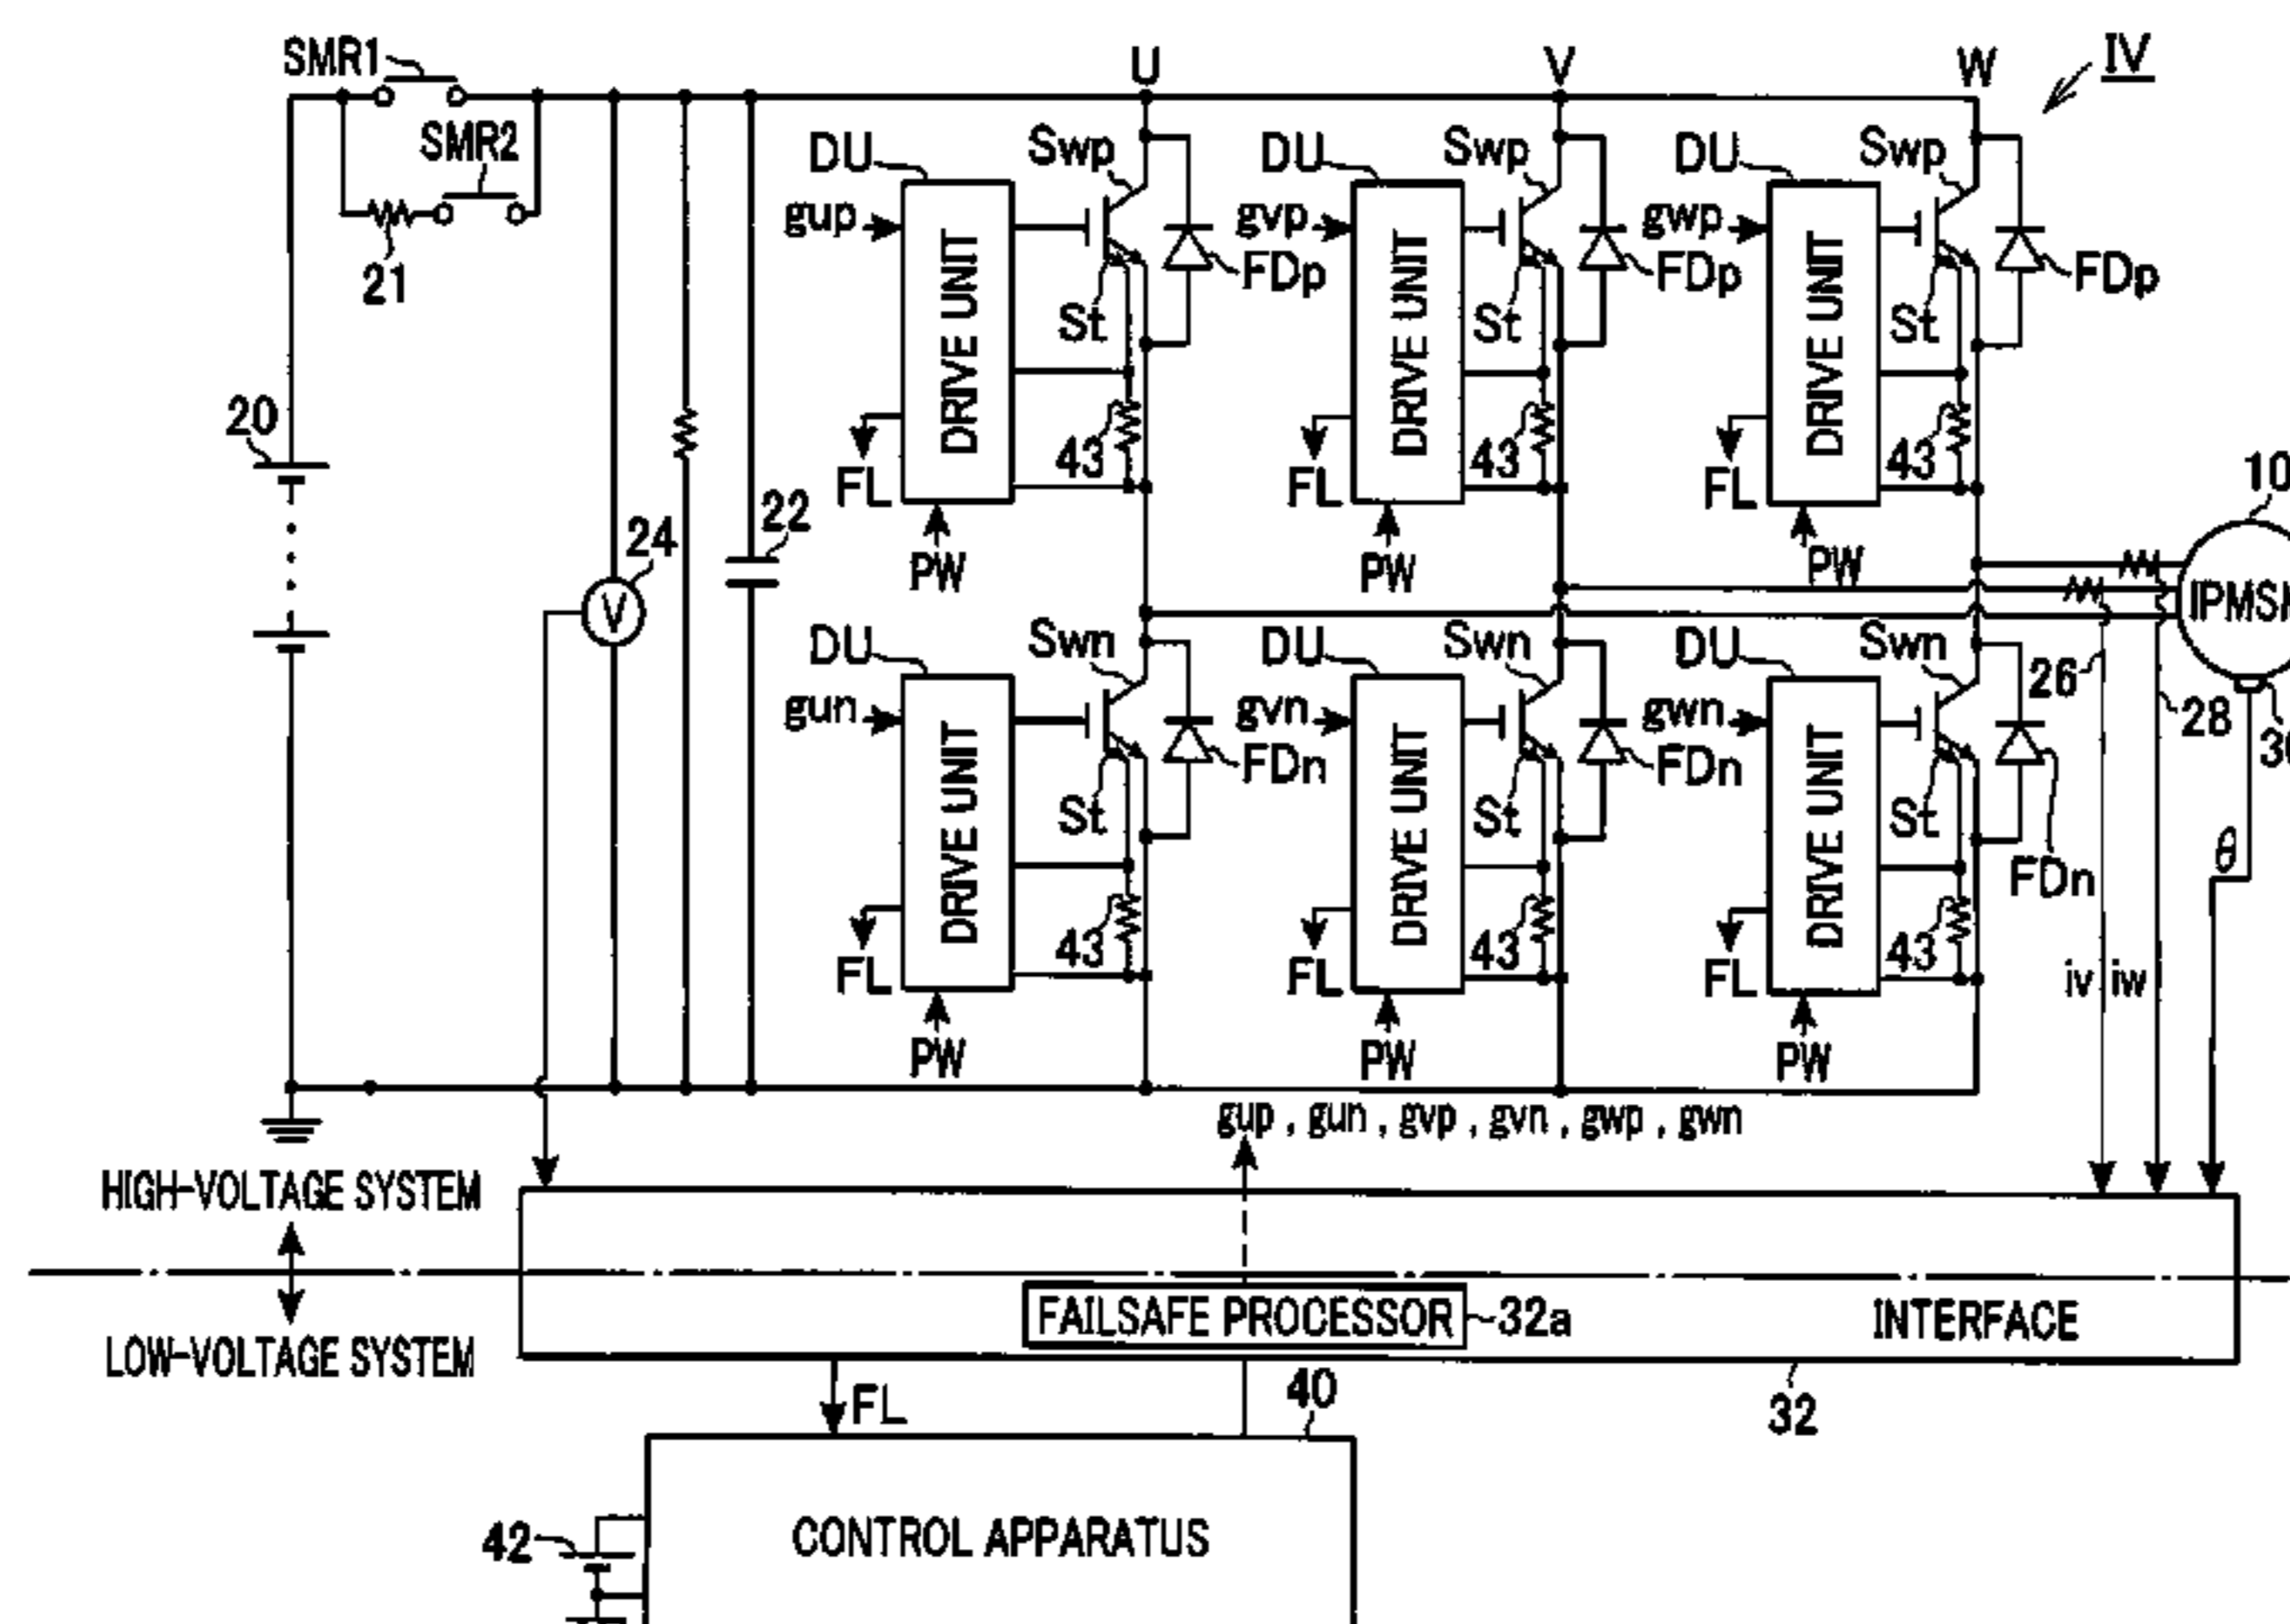 SMR1
U
V
W
IV
SMR2
DU
Swp
DU
Swp
DU
Swp
gup
gvp
gwp
21
FDp
FDp
FDp
St
St
St
DRIVE UNIT
DRIVE UNIT
DRIVE UNIT
20
43
43
43
FL
FL
FL
10
22
24
PW
PW
PW
V
IPMSM
DU
Swn
DU
Swn
DU
Swn
26
28
gun
gvn
gwn
30
FDn
FDn
St
St
St
DRIVE UNIT
DRIVE UNIT
DRIVE UNIT
θ
FDn
43
43
43
FL
FL
FL
iv
iw
PW
PW
PW
gup , gun , gvp , gvn , gwp , gwn
HIGH-VOLTAGE SYSTEM
FAILSAFE PROCESSOR
32a
INTERFACE
LOW-VOLTAGE SYSTEM
FL
40
32
42
CONTROL APPARATUS